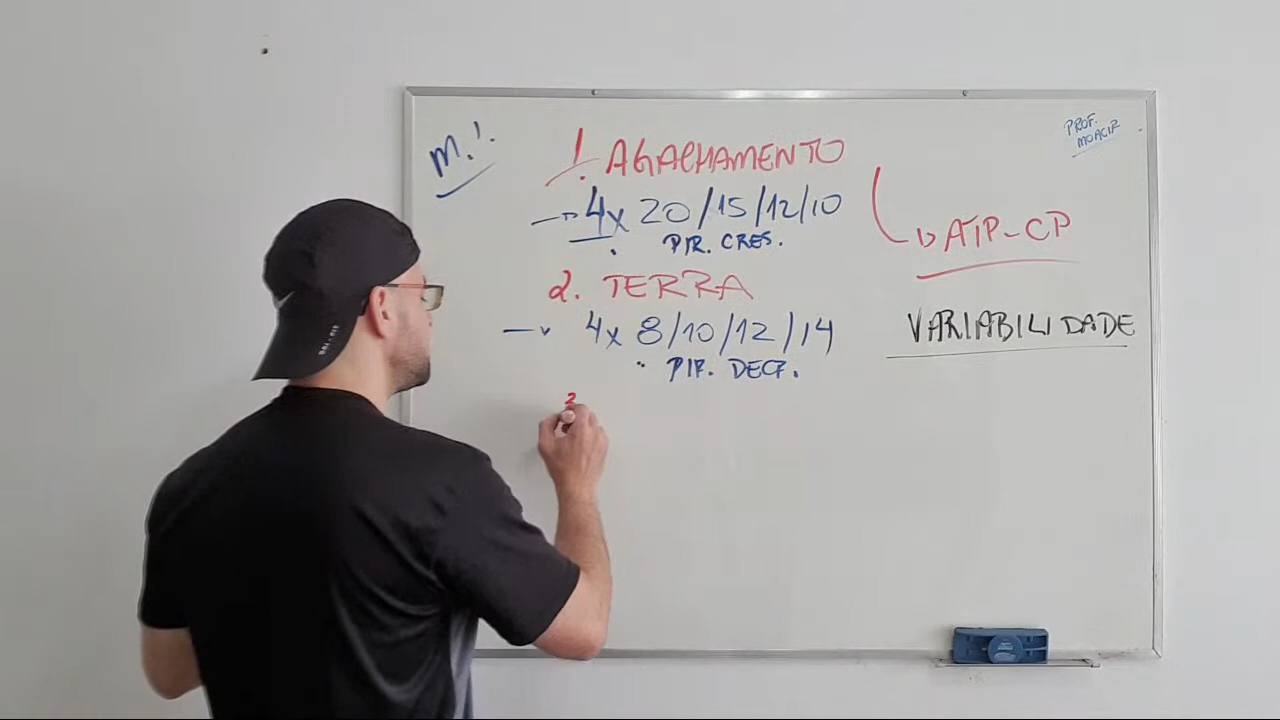 M.!
1. AGACHAMENTO
4x 20/15/12/10
PIR. CRES.
2. TERRA
4x 8/10/12/14
PIR. DECR.
PROF.
MOACIR
ATP-CP
VARIABILIDADE